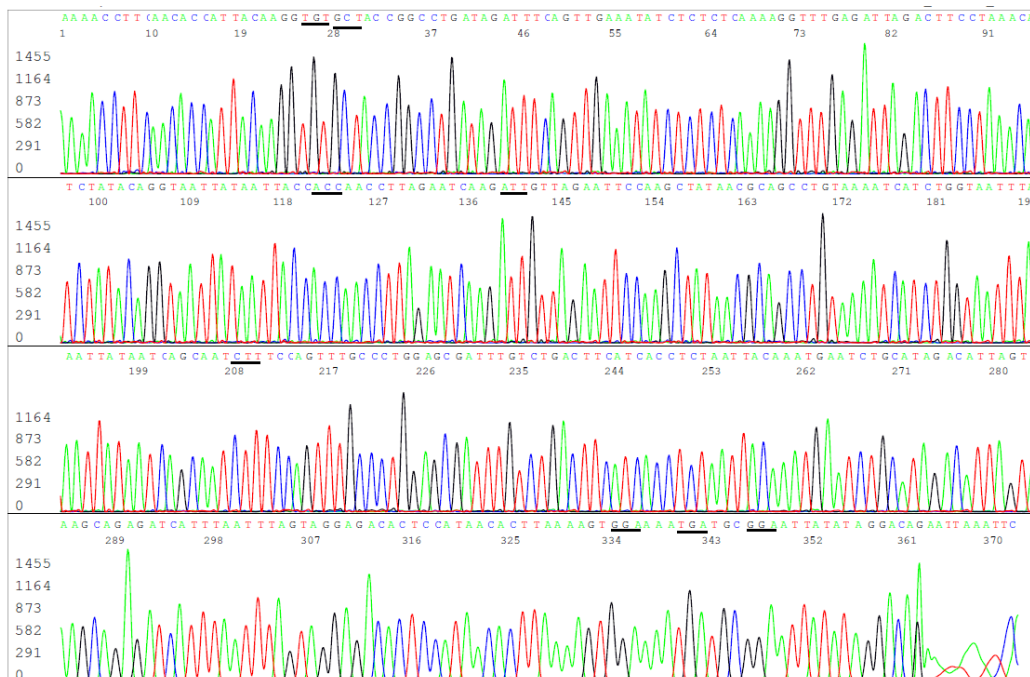 AAAACCTTCAACACCATTACAAGGTGTGCTACCGGCCTGATAGATTTCAGTTGAAATATCTCTCTCAAAAGGTTTGAGATTAGACTTCCTAAACA
1 10 19 28 37 46 55 64 73 82 91
1455
1164
873
582
291
0
TCTATACAGGTAATTATAATTACCACCAACCTTAGAATCAAGATTGTTAGAATTCCAAGCTATAACGCAGCCTGTAAAATCATCTGGTAATTTA
100 109 118 127 136 145 154 163 172 181 19
1455
1164
873
582
291
0
AATTATAATCAGCAATCTTTCCAGTTTGCCCTGGAGCGATTTGTCTGACTTCATCACCTCTAATTACAAATGAATCTGCATAGACATTAGT
199 208 217 226 235 244 253 262 271 280
1164
873
582
291
0
AAGCAGAGATCATTTAATTTAGTAGGAGACACTCCATAACACTTAAAAGTGGAAAATGATGCGGAATTATATAGGACAGAATTAAATTC
289 298 307 316 325 334 343 352 361 370
1455
1164
873
582
291
0